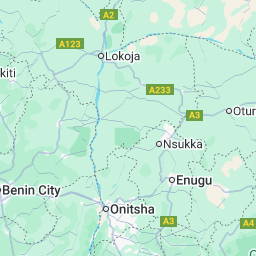 A2
A123
Lokoja
kiti
A233
A3
Otur
Nsukka
Enugu
Benin City
Onitsha
A3
A4